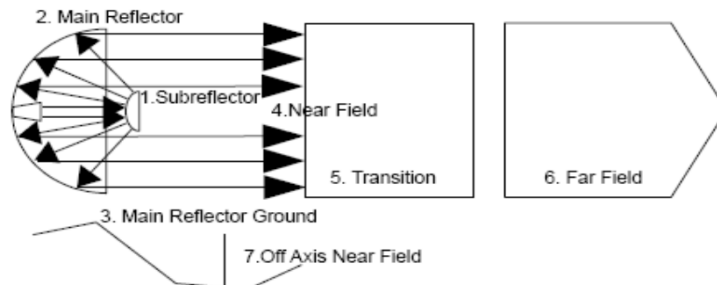 2. Main Reflector
1.Subreflector
4.Near Field
5. Transition
6. Far Field
3. Main Reflector Ground
7.Off Axis Near Field